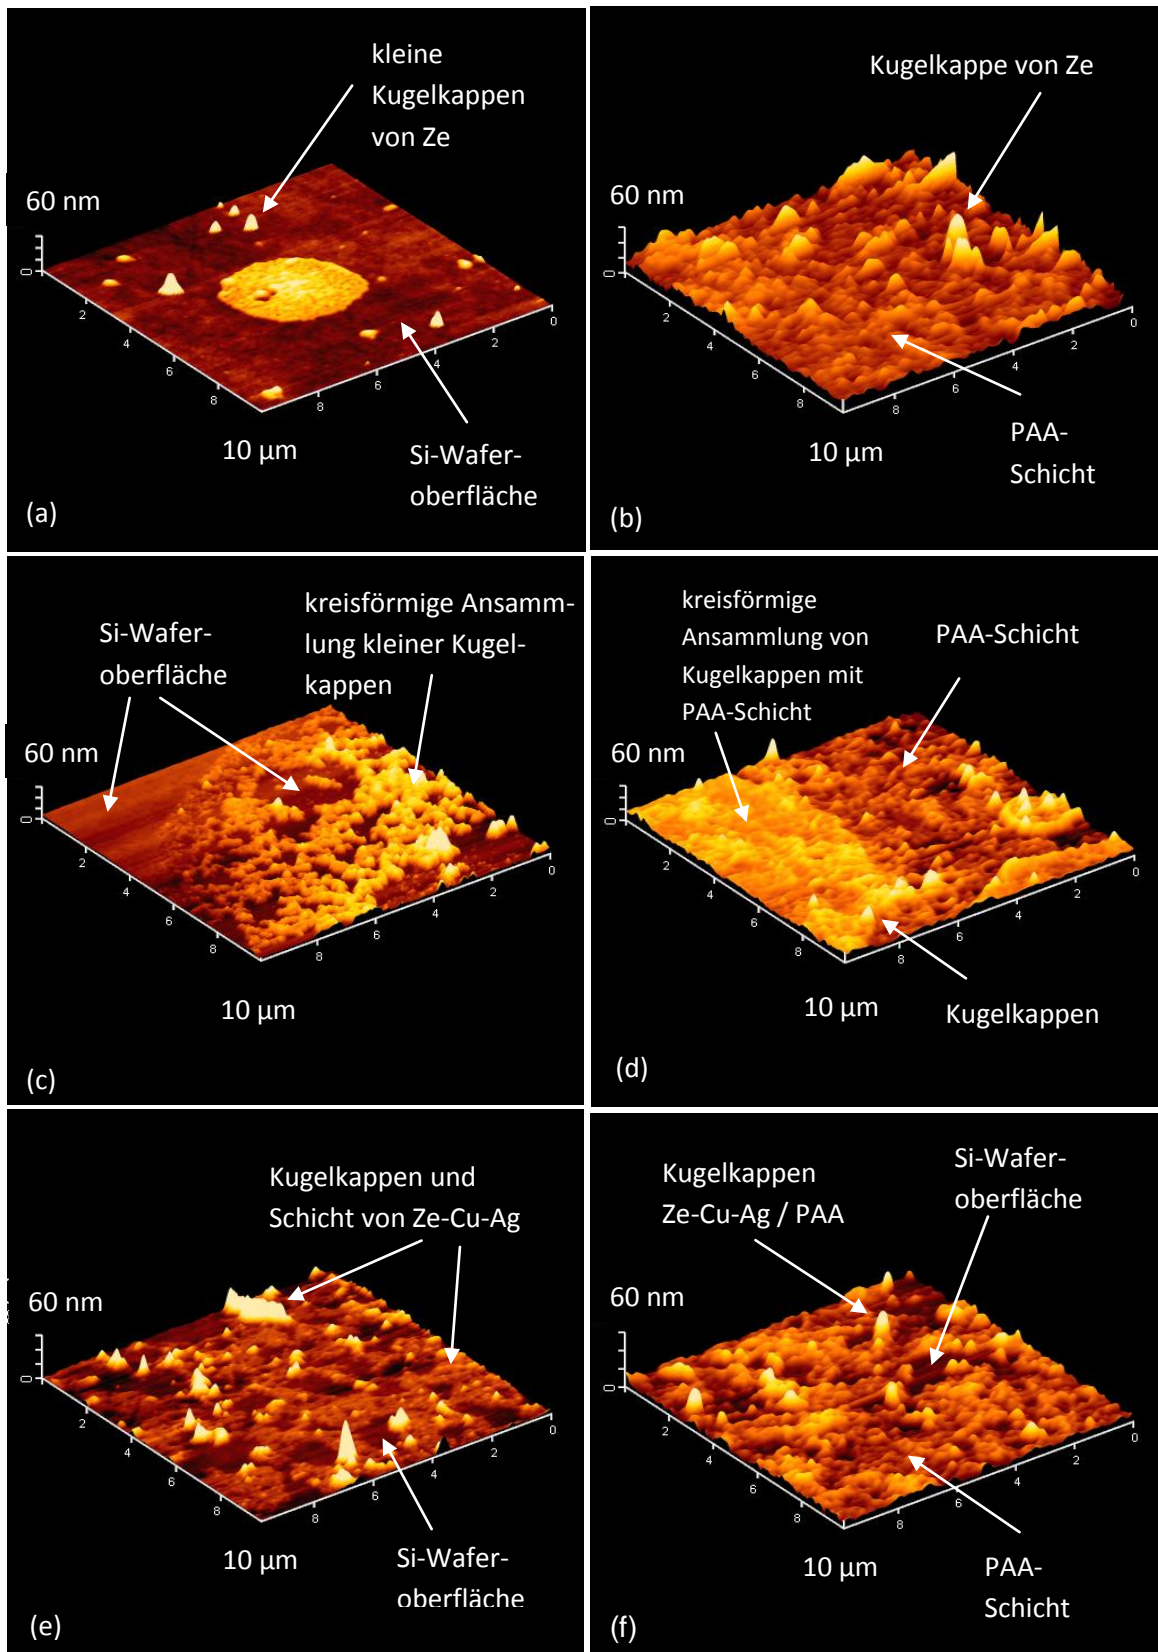 kleine
Kugelkappen
von Ze
60 nm
0
2
4
6
8
8
6
4
2
0
10 µm
Si-Wafer-
oberfläche
(a)
Kugelkappe von Ze
60 nm
0
2
4
6
8
8
6
4
2
0
10 µm
PAA-
Schicht
(b)
Si-Wafer-
oberfläche
kreisförmige Ansamm-
lung kleiner Kugel-
kappen
60 nm
0
2
4
6
8
8
6
4
2
0
10 µm
(c)
kreisförmige
Ansammlung von
Kugelkappen mit
PAA-Schicht
PAA-Schicht
60 nm
0
2
4
6
8
8
6
4
2
0
10 µm
Kugelkappen
(d)
Kugelkappen und
Schicht von Ze-Cu-Ag
60 nm
0
2
4
6
8
8
6
4
2
0
10 µm
Si-Wafer-
oberfläche
(e)
Kugelkappen
Ze-Cu-Ag / PAA
Si-Wafer-
oberfläche
60 nm
0
2
4
6
8
8
6
4
2
0
10 µm
PAA-
Schicht
(f)